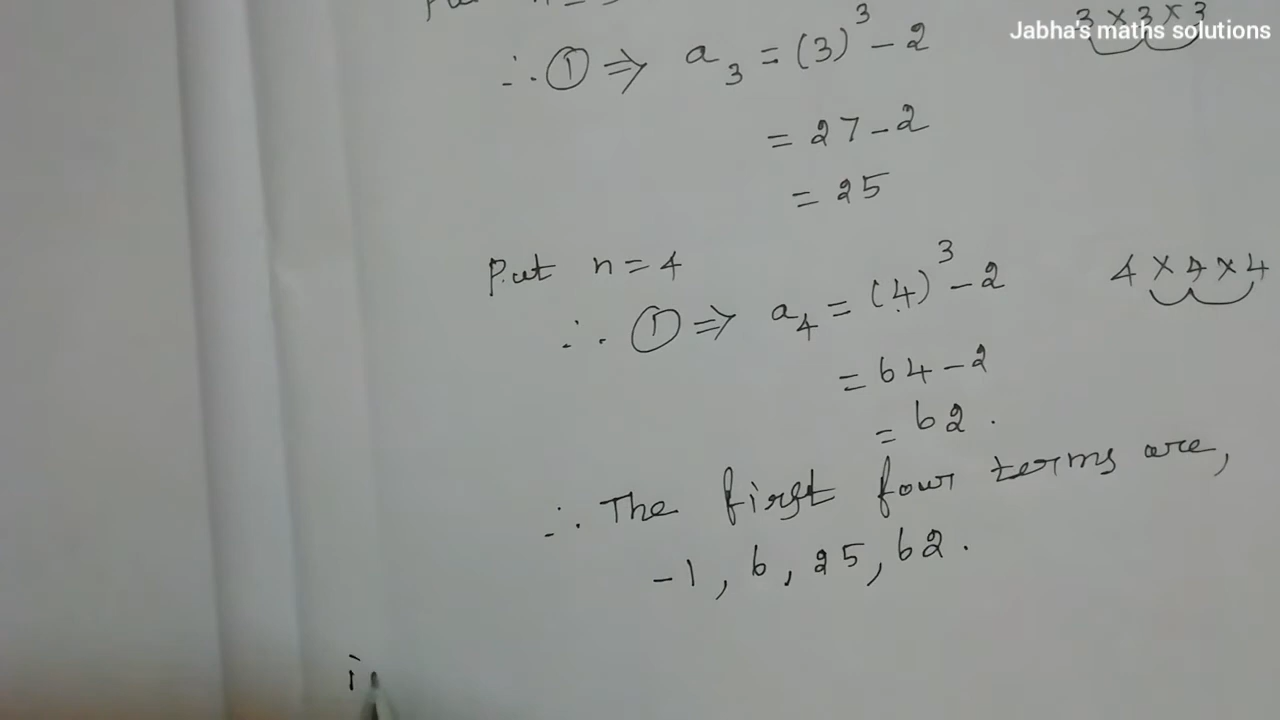 Jabha's maths solutions
3 × 3 × 3
∴ ① ⇒ a₃ = (3)³ - 2
= 27 - 2
= 25
Put n = 4
4 × 4 × 4
∴ ① ⇒ a₄ = (4)³ - 2
= 64 - 2
= 62.
∴ The first four terms are,
-1, 6, 25, 62.
i